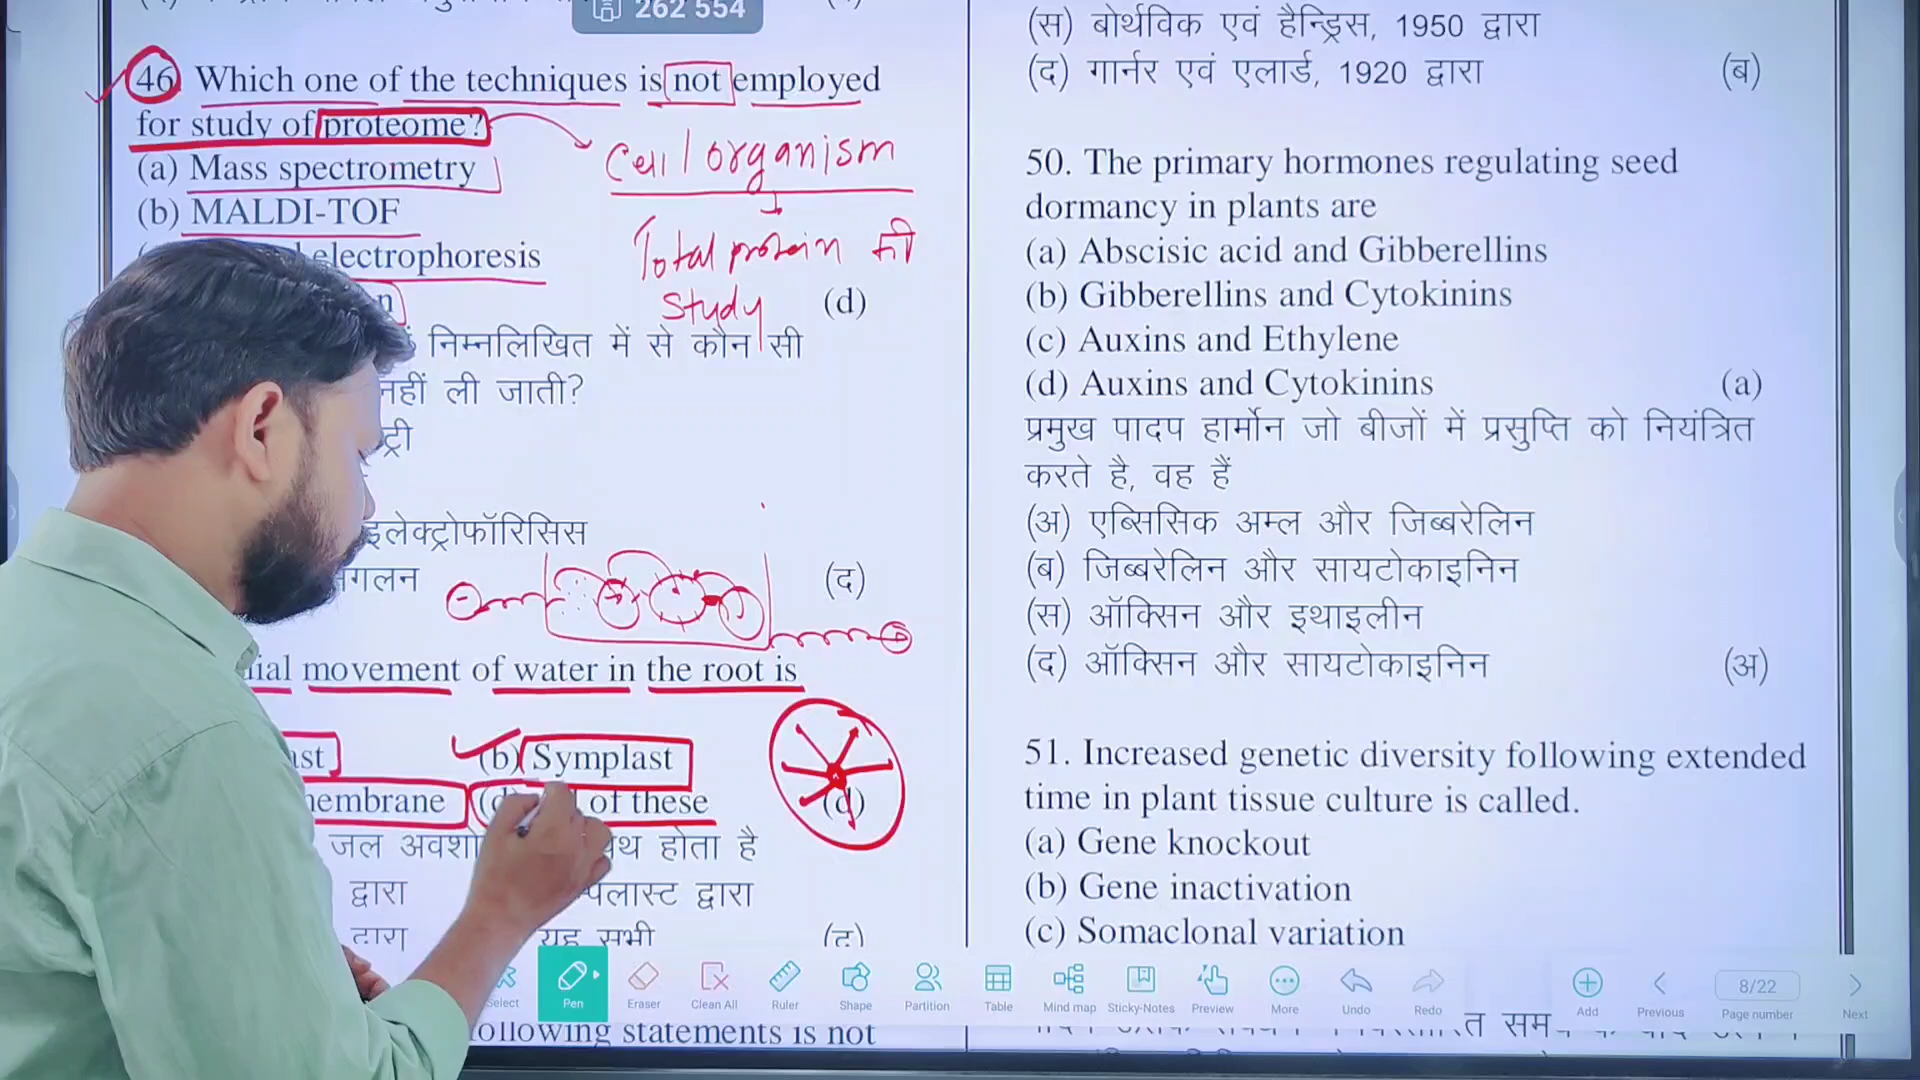 262 554
46. Which one of the techniques is not employed
for study of proteome?
(a) Mass spectrometry
(b) MALDI-TOF
electrophoresis
(d)
Cell organism
Total protein की
study
निम्नलिखित में से कौन सी
नहीं ली जाती?
इलेक्ट्रोफॉरिसिस
(द)
movement of water in the root is
(b) Symplast
of these
(d)
जल
होता है
द्वारा
द्वारा
यह सभी
following statements is not
(स) बोर्थविक एवं हैन्ड्रिस, 1950 द्वारा
(द) गार्नर एवं एलार्ड, 1920 द्वारा
(ब)
50. The primary hormones regulating seed
dormancy in plants are
(a) Abscisic acid and Gibberellins
(b) Gibberellins and Cytokinins
(c) Auxins and Ethylene
(d) Auxins and Cytokinins
(a)
प्रमुख पादप हार्मोन जो बीजों में प्रसुप्ति को नियंत्रित
करते है, वह हैं
(अ) एब्सिसिक अम्ल और जिब्बरेलिन
(ब) जिब्बरेलिन और सायटोकाइनिन
(स) ऑक्सिन और इथाइलीन
(द) ऑक्सिन और सायटोकाइनिन
(अ)
51. Increased genetic diversity following extended
time in plant tissue culture is called.
(a) Gene knockout
(b) Gene inactivation
(c) Somaclonal variation
Select
Pen
Eraser
Clean All
Ruler
Shape
Partition
Table
Mind map
Sticky-Notes
Preview
More
Undo
Redo
Add
Previous
8/22
Page number
Next